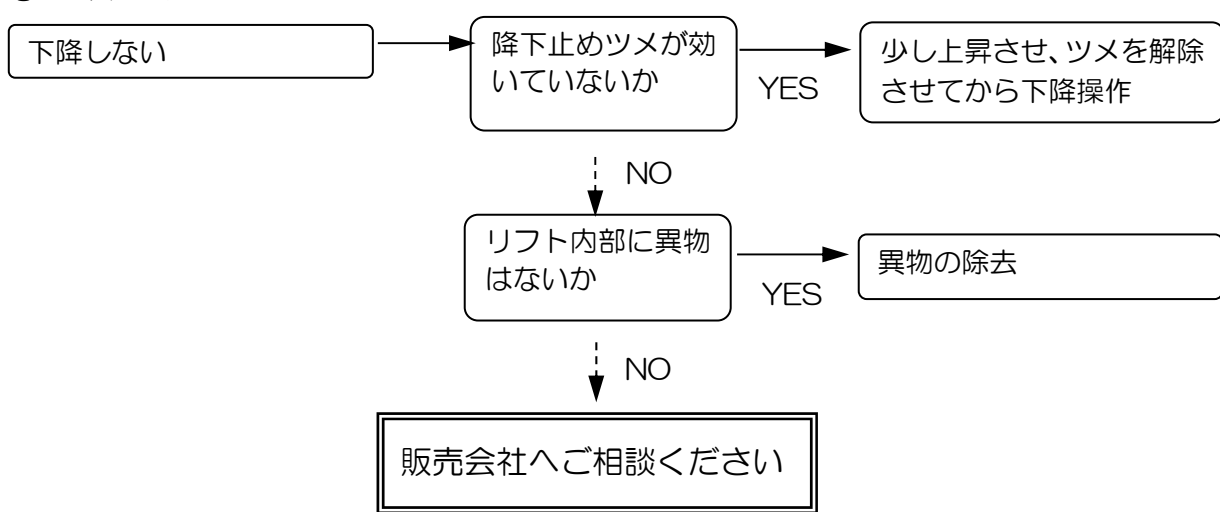 下降しない
降下止めツメが効
いていないか
YES
少し上昇させ、ツメを解除
させてから下降操作
NO
リフト内部に異物
はないか
YES
異物の除去
NO
販売会社へご相談ください